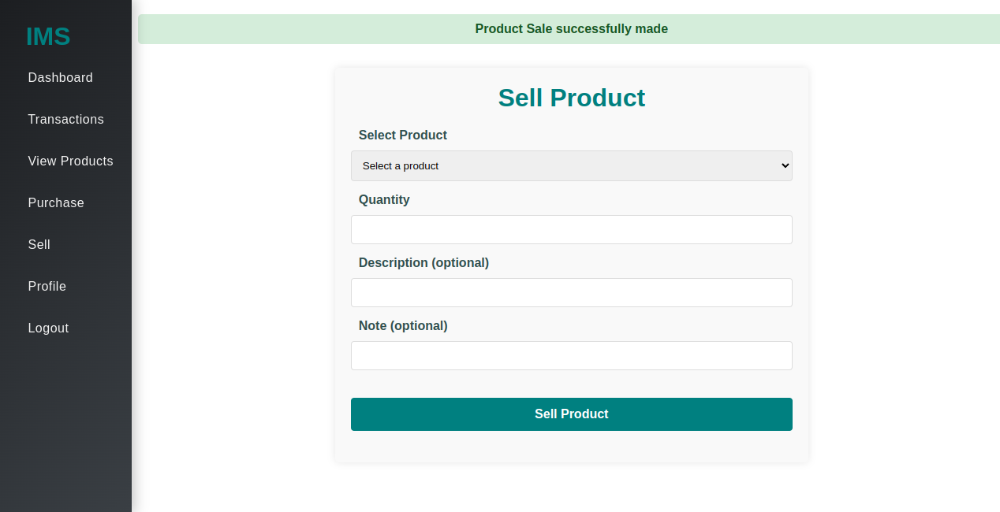 IMS
Dashboard
Transactions
View Products
Purchase
Sell
Profile
Logout
Product Sale successfully made
Sell Product
Select Product
Select a product
Quantity
Description (optional)
Note (optional)
Sell Product